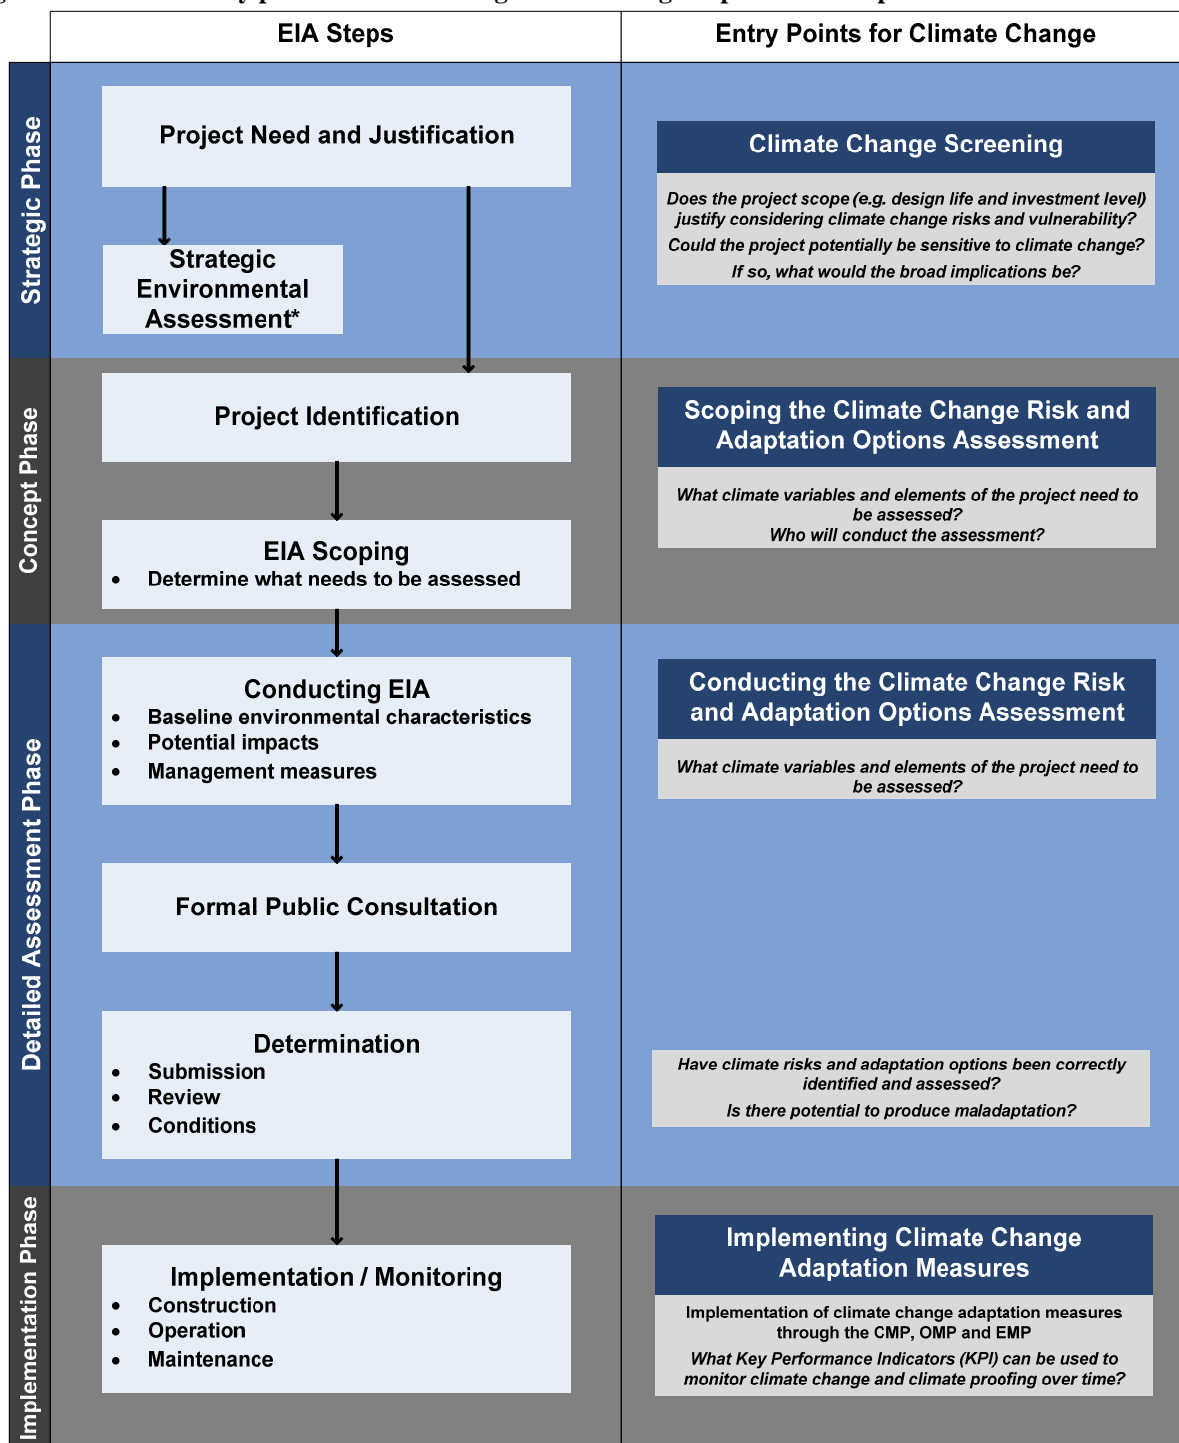 EIA Steps
Entry Points for Climate Change
Strategic Phase
Project Need and Justification
Strategic
Environmental
Assessment*
Climate Change Screening
Does the project scope (e.g. design life and investment level)
justify considering climate change risks and vulnerability?
Could the project potentially be sensitive to climate change?
If so, what would the broad implications be?
Concept Phase
Project Identification
EIA Scoping
• Determine what needs to be assessed
Scoping the Climate Change Risk and
Adaptation Options Assessment
What climate variables and elements of the project need to
be assessed?
Who will conduct the assessment?
Detailed Assessment Phase
Conducting EIA
• Baseline environmental characteristics
• Potential impacts
• Management measures
Conducting the Climate Change Risk
and Adaptation Options Assessment
What climate variables and elements of the project need to
be assessed?
Formal Public Consultation
Determination
• Submission
• Review
• Conditions
Have climate risks and adaptation options been correctly
identified and assessed?
Is there potential to produce maladaptation?
Implementation Phase
Implementation / Monitoring
• Construction
• Operation
• Maintenance
Implementing Climate Change
Adaptation Measures
Implementation of climate change adaptation measures
through the CMP, OMP and EMP
What Key Performance Indicators (KPI) can be used to
monitor climate change and climate proofing over time?